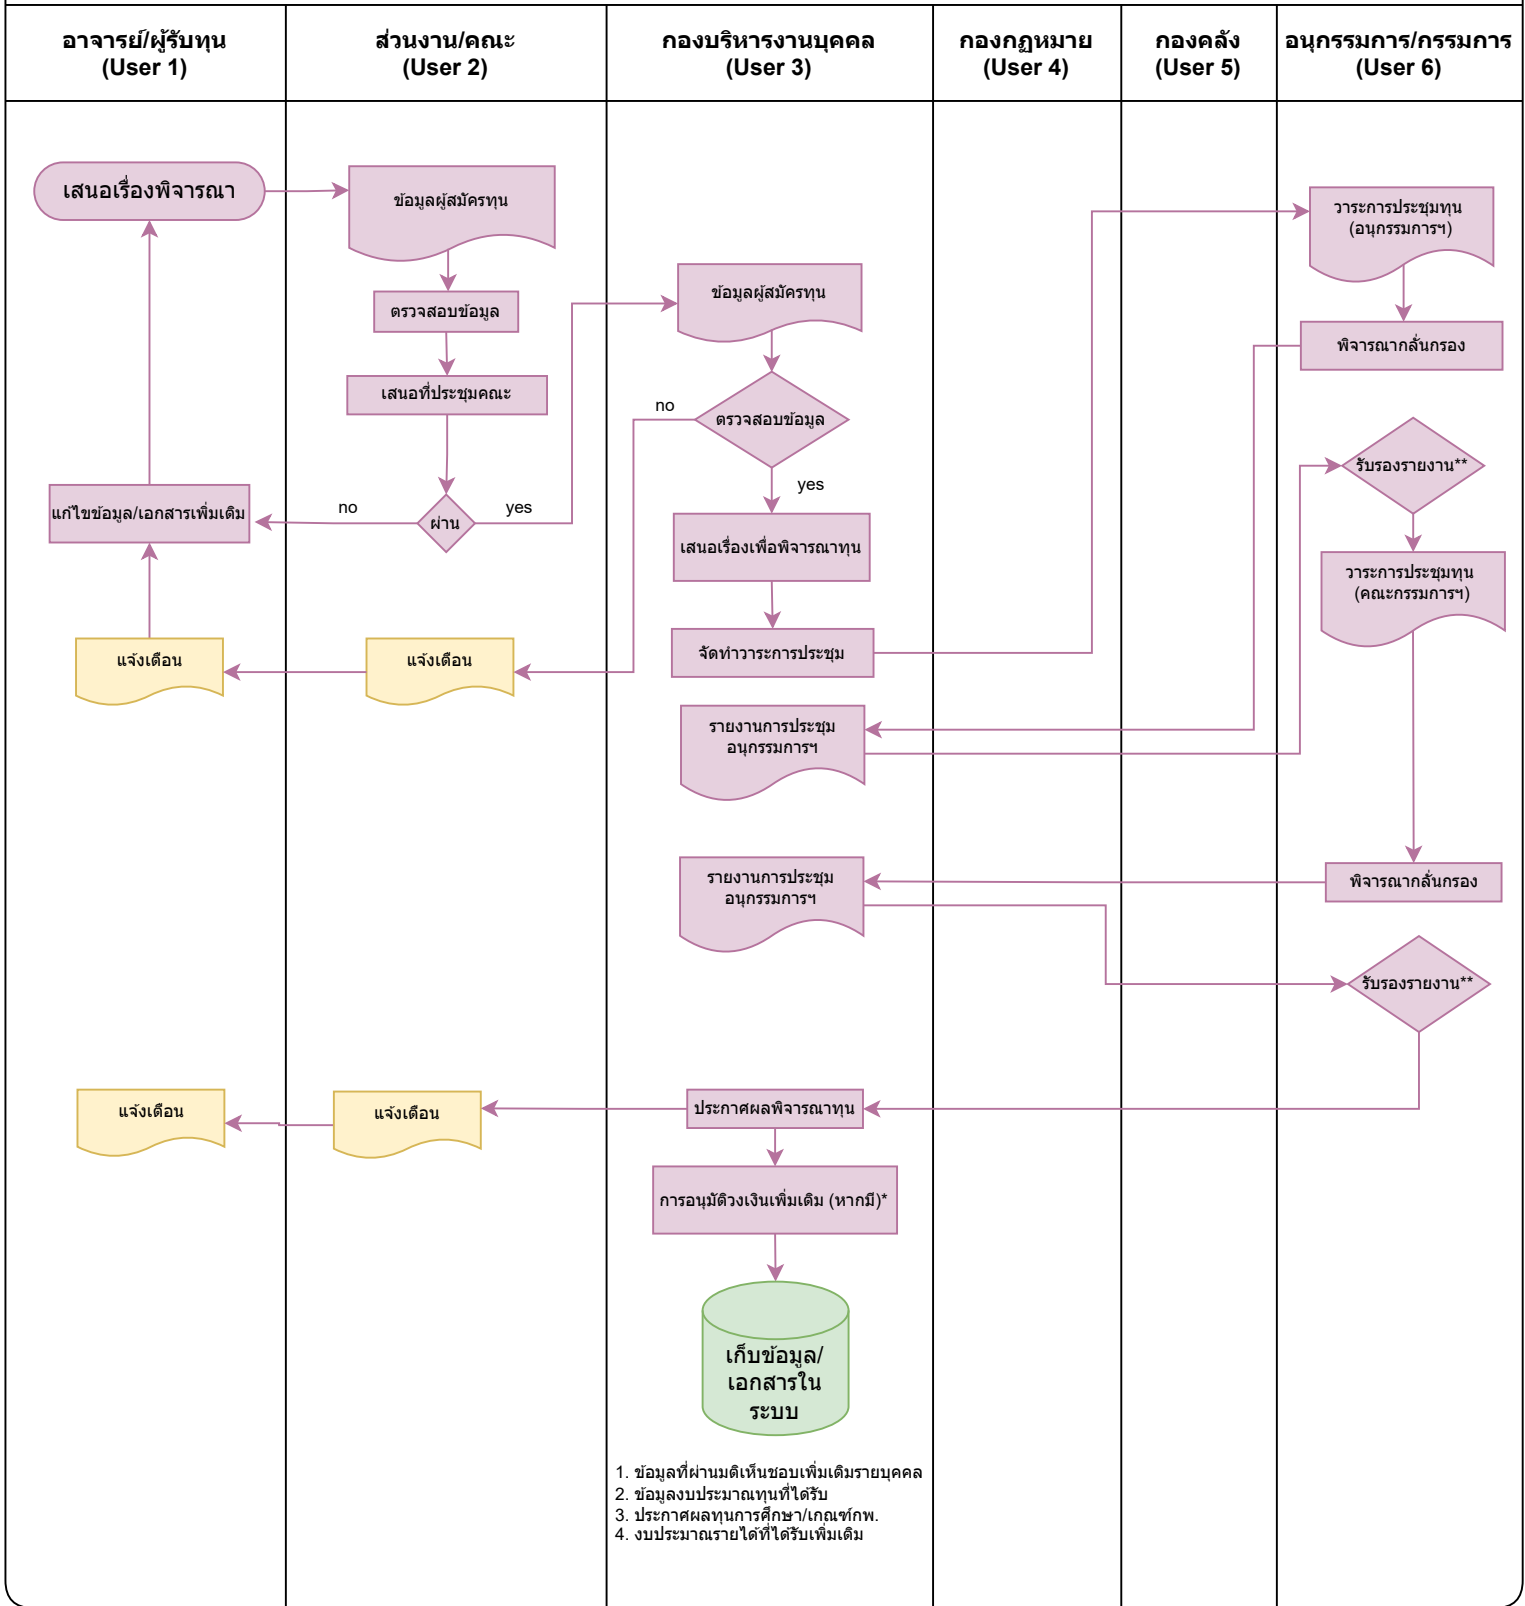 อาจารย์/ผู้รับทุน
(User 1)
ส่วนงาน/คณะ
(User 2)
กองบริหารงานบุคคล
(User 3)
กองกฏหมาย
(User 4)
กองคลัง
(User 5)
อนุกรรมการ/กรรมการ
(User 6)
เสนอเรื่องพิจารณา
ข้อมูลผู้สมัครทุน
วาระการประชุมทุน
(อนุกรรมการฯ)
ข้อมูลผู้สมัครทุน
ตรวจสอบข้อมูล
พิจารณากลั่นกรอง
เสนอที่ประชุมคณะ
no
ตรวจสอบข้อมูล
รับรองรายงาน**
yes
แก้ไขข้อมูล/เอกสารเพิ่มเติม
no
ผ่าน
yes
เสนอเรื่องเพื่อพิจารณาทุน
วาระการประชุมทุน
(คณะกรรมการฯ)
แจ้งเตือน
แจ้งเตือน
จัดทำวาระการประชุม
รายงานการประชุม
อนุกรรมการฯ
รายงานการประชุม
อนุกรรมการฯ
พิจารณากลั่นกรอง
รับรองรายงาน**
แจ้งเตือน
แจ้งเตือน
ประกาศผลพิจารณาทุน
การอนุมัติวงเงินเพิ่มเติม (หากมี)*
เก็บข้อมูล/
เอกสารใน
ระบบ
1. ข้อมูลที่ผ่านมติเห็นชอบเพิ่มเติมรายบุคคล
2. ข้อมูลงบประมาณทุนที่ได้รับ
3. ประกาศผลทุนการศึกษา/เกณฑ์กพ.
4. งบประมาณรายได้ที่ได้รับเพิ่มเติม